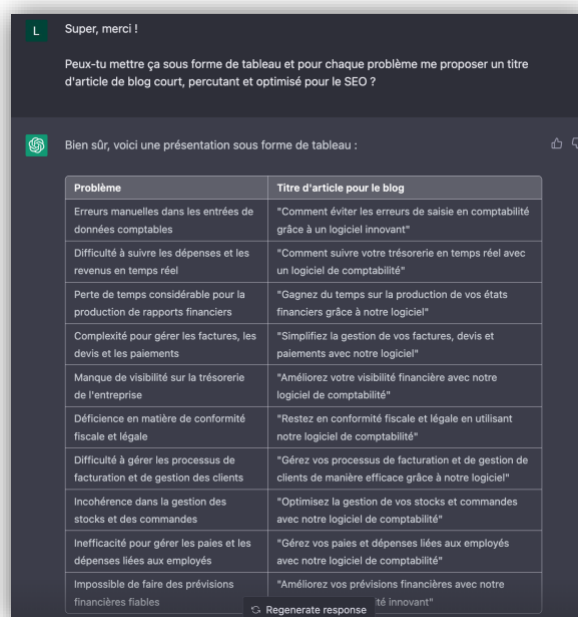 L
Super, merci !
Peux-tu mettre ça sous forme de tableau et pour chaque problème me proposer un titre
d'article de blog court, percutant et optimisé pour le SEO ?
Bien sûr, voici une présentation sous forme de tableau :
Problème
Titre d'article pour le blog
Erreurs manuelles dans les entrées de
données comptables
"Comment éviter les erreurs de saisie en comptabilité
grâce à un logiciel innovant"
Difficulté à suivre les dépenses et les
revenus en temps réel
"Comment suivre votre trésorerie en temps réel avec
un logiciel de comptabilité"
Perte de temps considérable pour la
production de rapports financiers
"Gagnez du temps sur la production de vos états
financiers grâce à notre logiciel"
Complexité pour gérer les factures, les
devis et les paiements
"Simplifiez la gestion de vos factures, devis et
paiements avec notre logiciel"
Manque de visibilité sur la trésorerie
de l'entreprise
"Améliorez votre visibilité financière avec notre
logiciel de comptabilité"
Déficience en matière de conformité
fiscale et légale
"Restez en conformité fiscale et légale en utilisant
notre logiciel de comptabilité"
Difficulté à gérer les processus de
facturation et de gestion des clients
"Gérez vos processus de facturation et de gestion de
clients de manière efficace grâce à notre logiciel"
Incohérence dans la gestion des
stocks et des commandes
"Optimisez la gestion de vos stocks et commandes
avec notre logiciel de comptabilité"
Inefficacité pour gérer les paies et les
dépenses liées aux employés
"Gérez vos paies et dépenses liées aux employés
avec notre logiciel de comptabilité"
Impossible de faire des prévisions
financières fiables
"Améliorez vos prévisions financières avec notre
té innovant"
Regenerate response